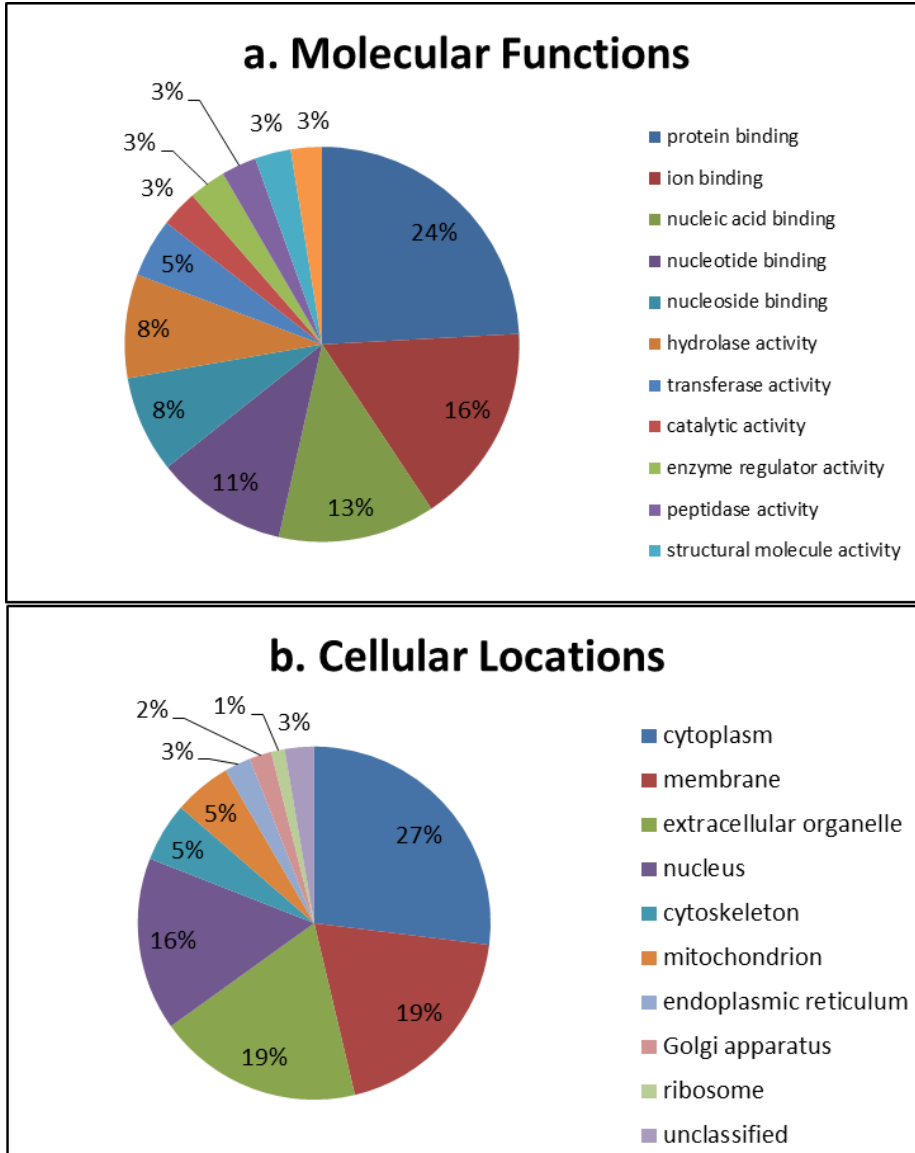 a. Molecular Functions
3%
3%
3%
3%
3%
24%
16%
13%
11%
8%
8%
5%
protein binding
ion binding
nucleic acid binding
nucleotide binding
nucleoside binding
hydrolase activity
transferase activity
catalytic activity
enzyme regulator activity
peptidase activity
structural molecule activity
b. Cellular Locations
2%
1%
3%
3%
27%
19%
19%
16%
5%
5%
cytoplasm
membrane
extracellular organelle
nucleus
cytoskeleton
mitochondrion
endoplasmic reticulum
Golgi apparatus
ribosome
unclassified